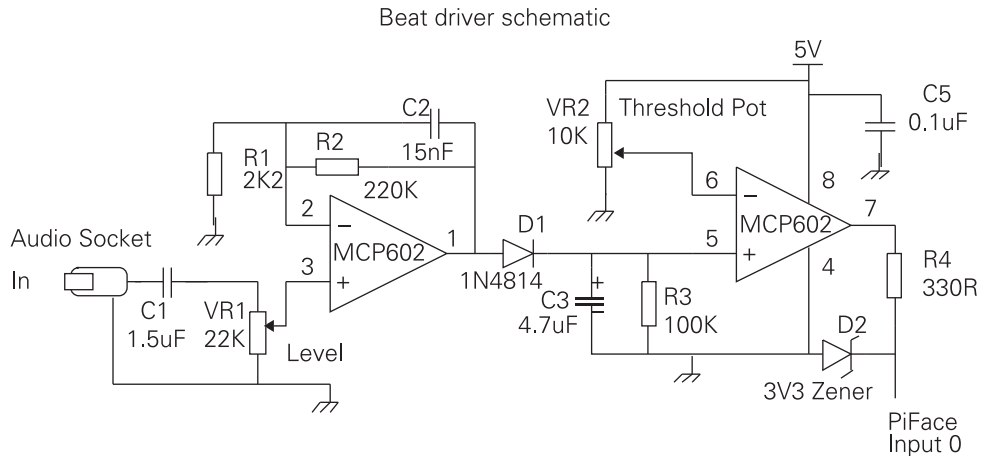 Beat driver schematic
5V
C2
15nF
R2
220K
R1
2K2
VR2
10K
Threshold Pot
C5
0.1uF
2
3
1
MCP602
6
5
8
7
4
MCP602
Audio Socket
In
C1
1.5uF
VR1
22K
Level
D1
1N4814
C3
4.7uF
R3
100K
R4
330R
D2
3V3 Zener
PiFace
Input 0